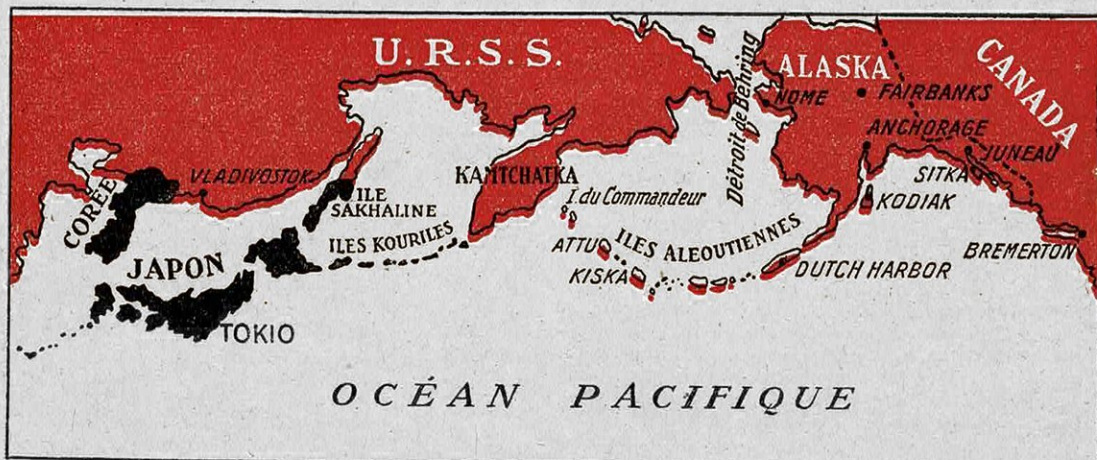 U.R.S.S.
ALASKA
CANADA
Détroit de Behring
NOME
FAIRBANKS
ANCHORAGE
JUNEAU
SITKA
KODIAK
BREMERTON
VLADIVOSTOK
CORÉE
KAMTCHATKA
ILE
SAKHALINE
ILES KOURILES
I. du Commandeur
ILES ALEOUTIENNES
ATTU
KISKA
DUTCH HARBOR
JAPON
TOKIO
OCÉAN PACIFIQUE